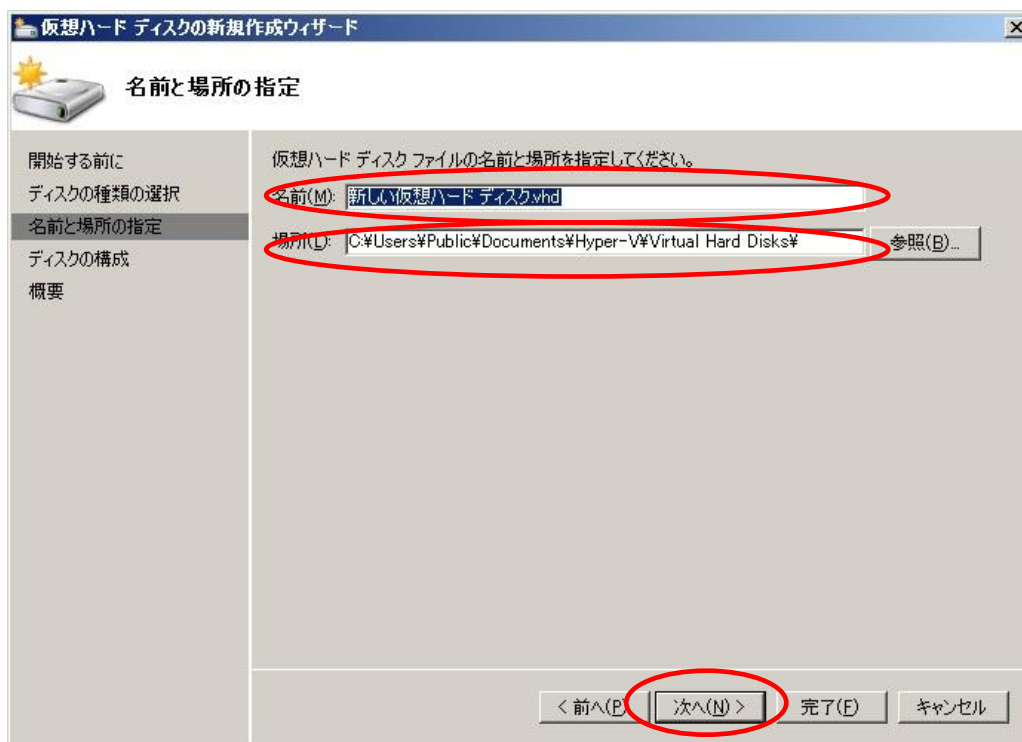 仮想ハード ディスクの新規作成ウィザード
名前と場所の指定
開始する前に
ディスクの種類の選択
名前と場所の指定
ディスクの構成
概要
仮想ハード ディスク ファイルの名前と場所を指定してください。
名前(M): 新しい仮想ハード ディスク.vhd
場所(L): C:¥Users¥Public¥Documents¥Hyper-V¥Virtual Hard Disks¥ 参照(B)...
< 前へ(P) 次へ(N) > 完了(F) キャンセル